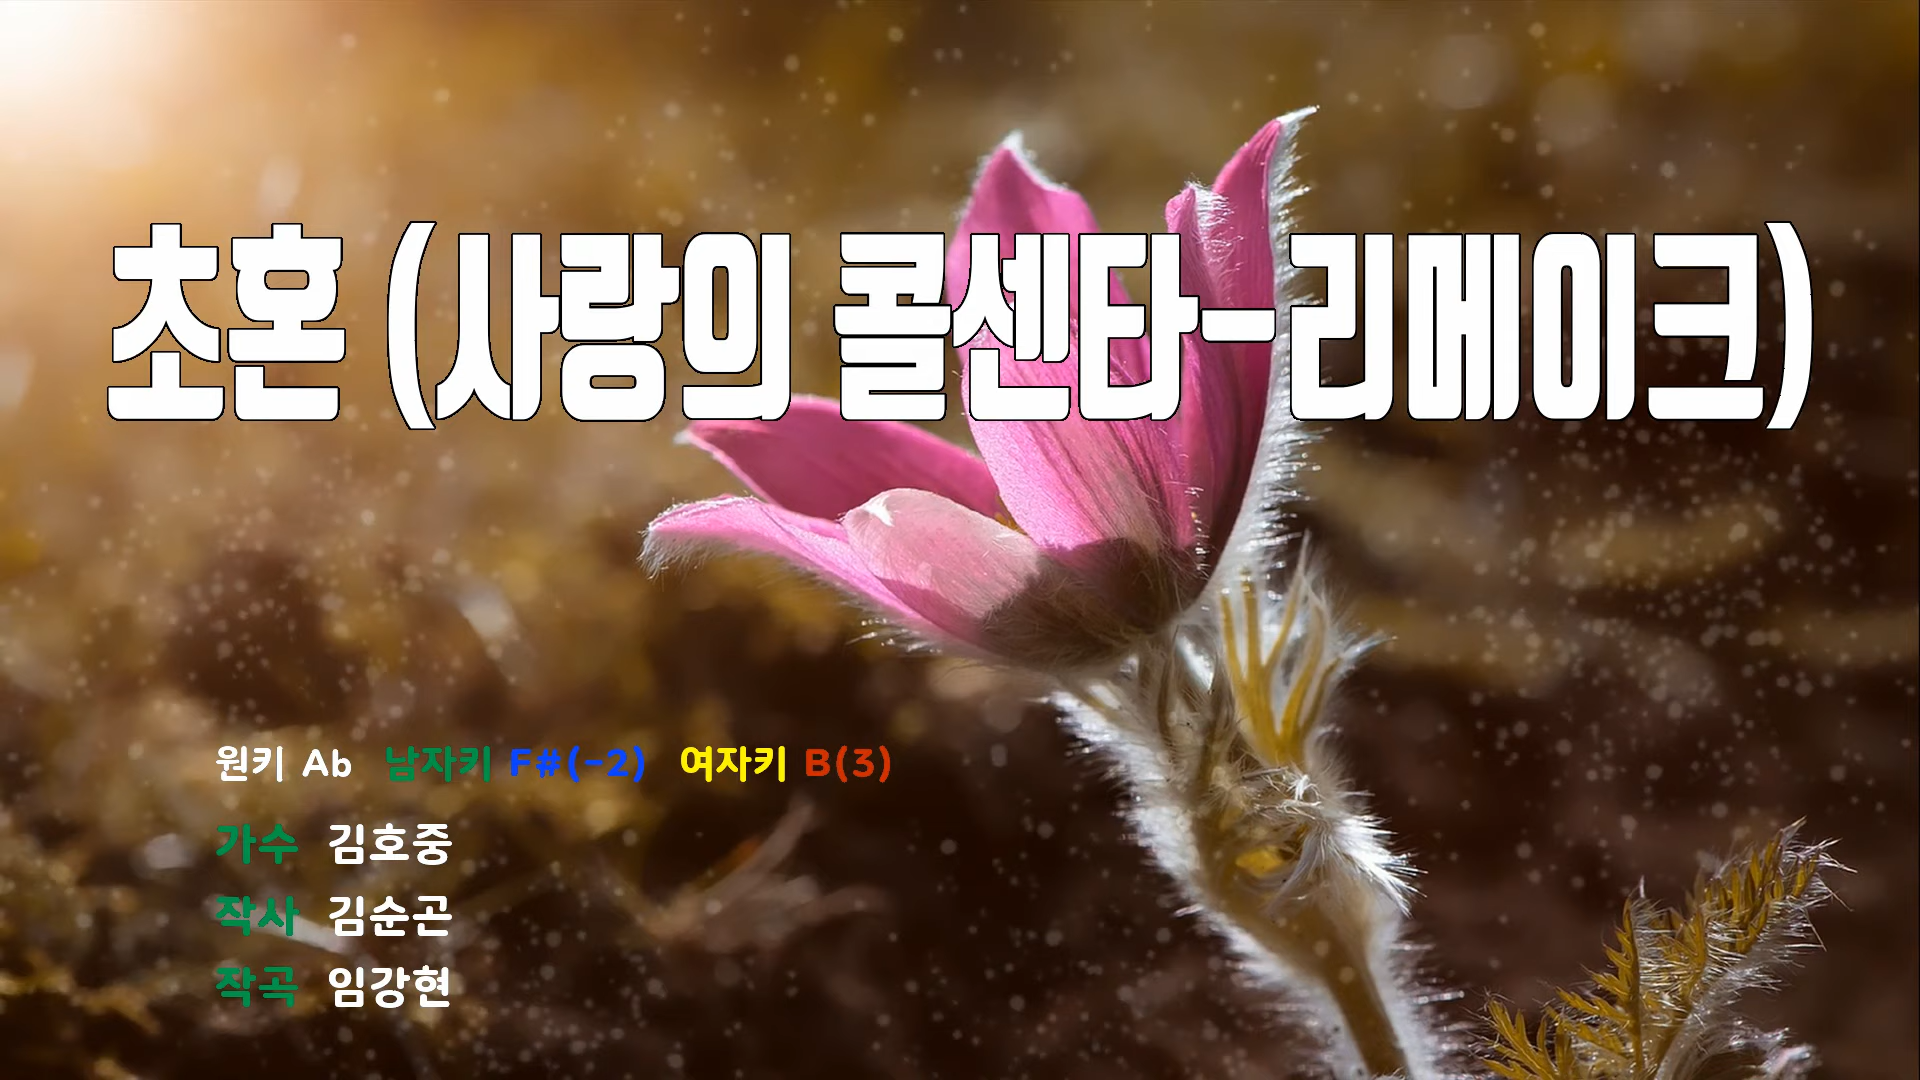 초혼 (사랑의 콜센타-리메이크)
원키 Ab 남자키 F#(-2) 여자키 B(3)
가수 김호중
작사 김순곤
작곡 임강현